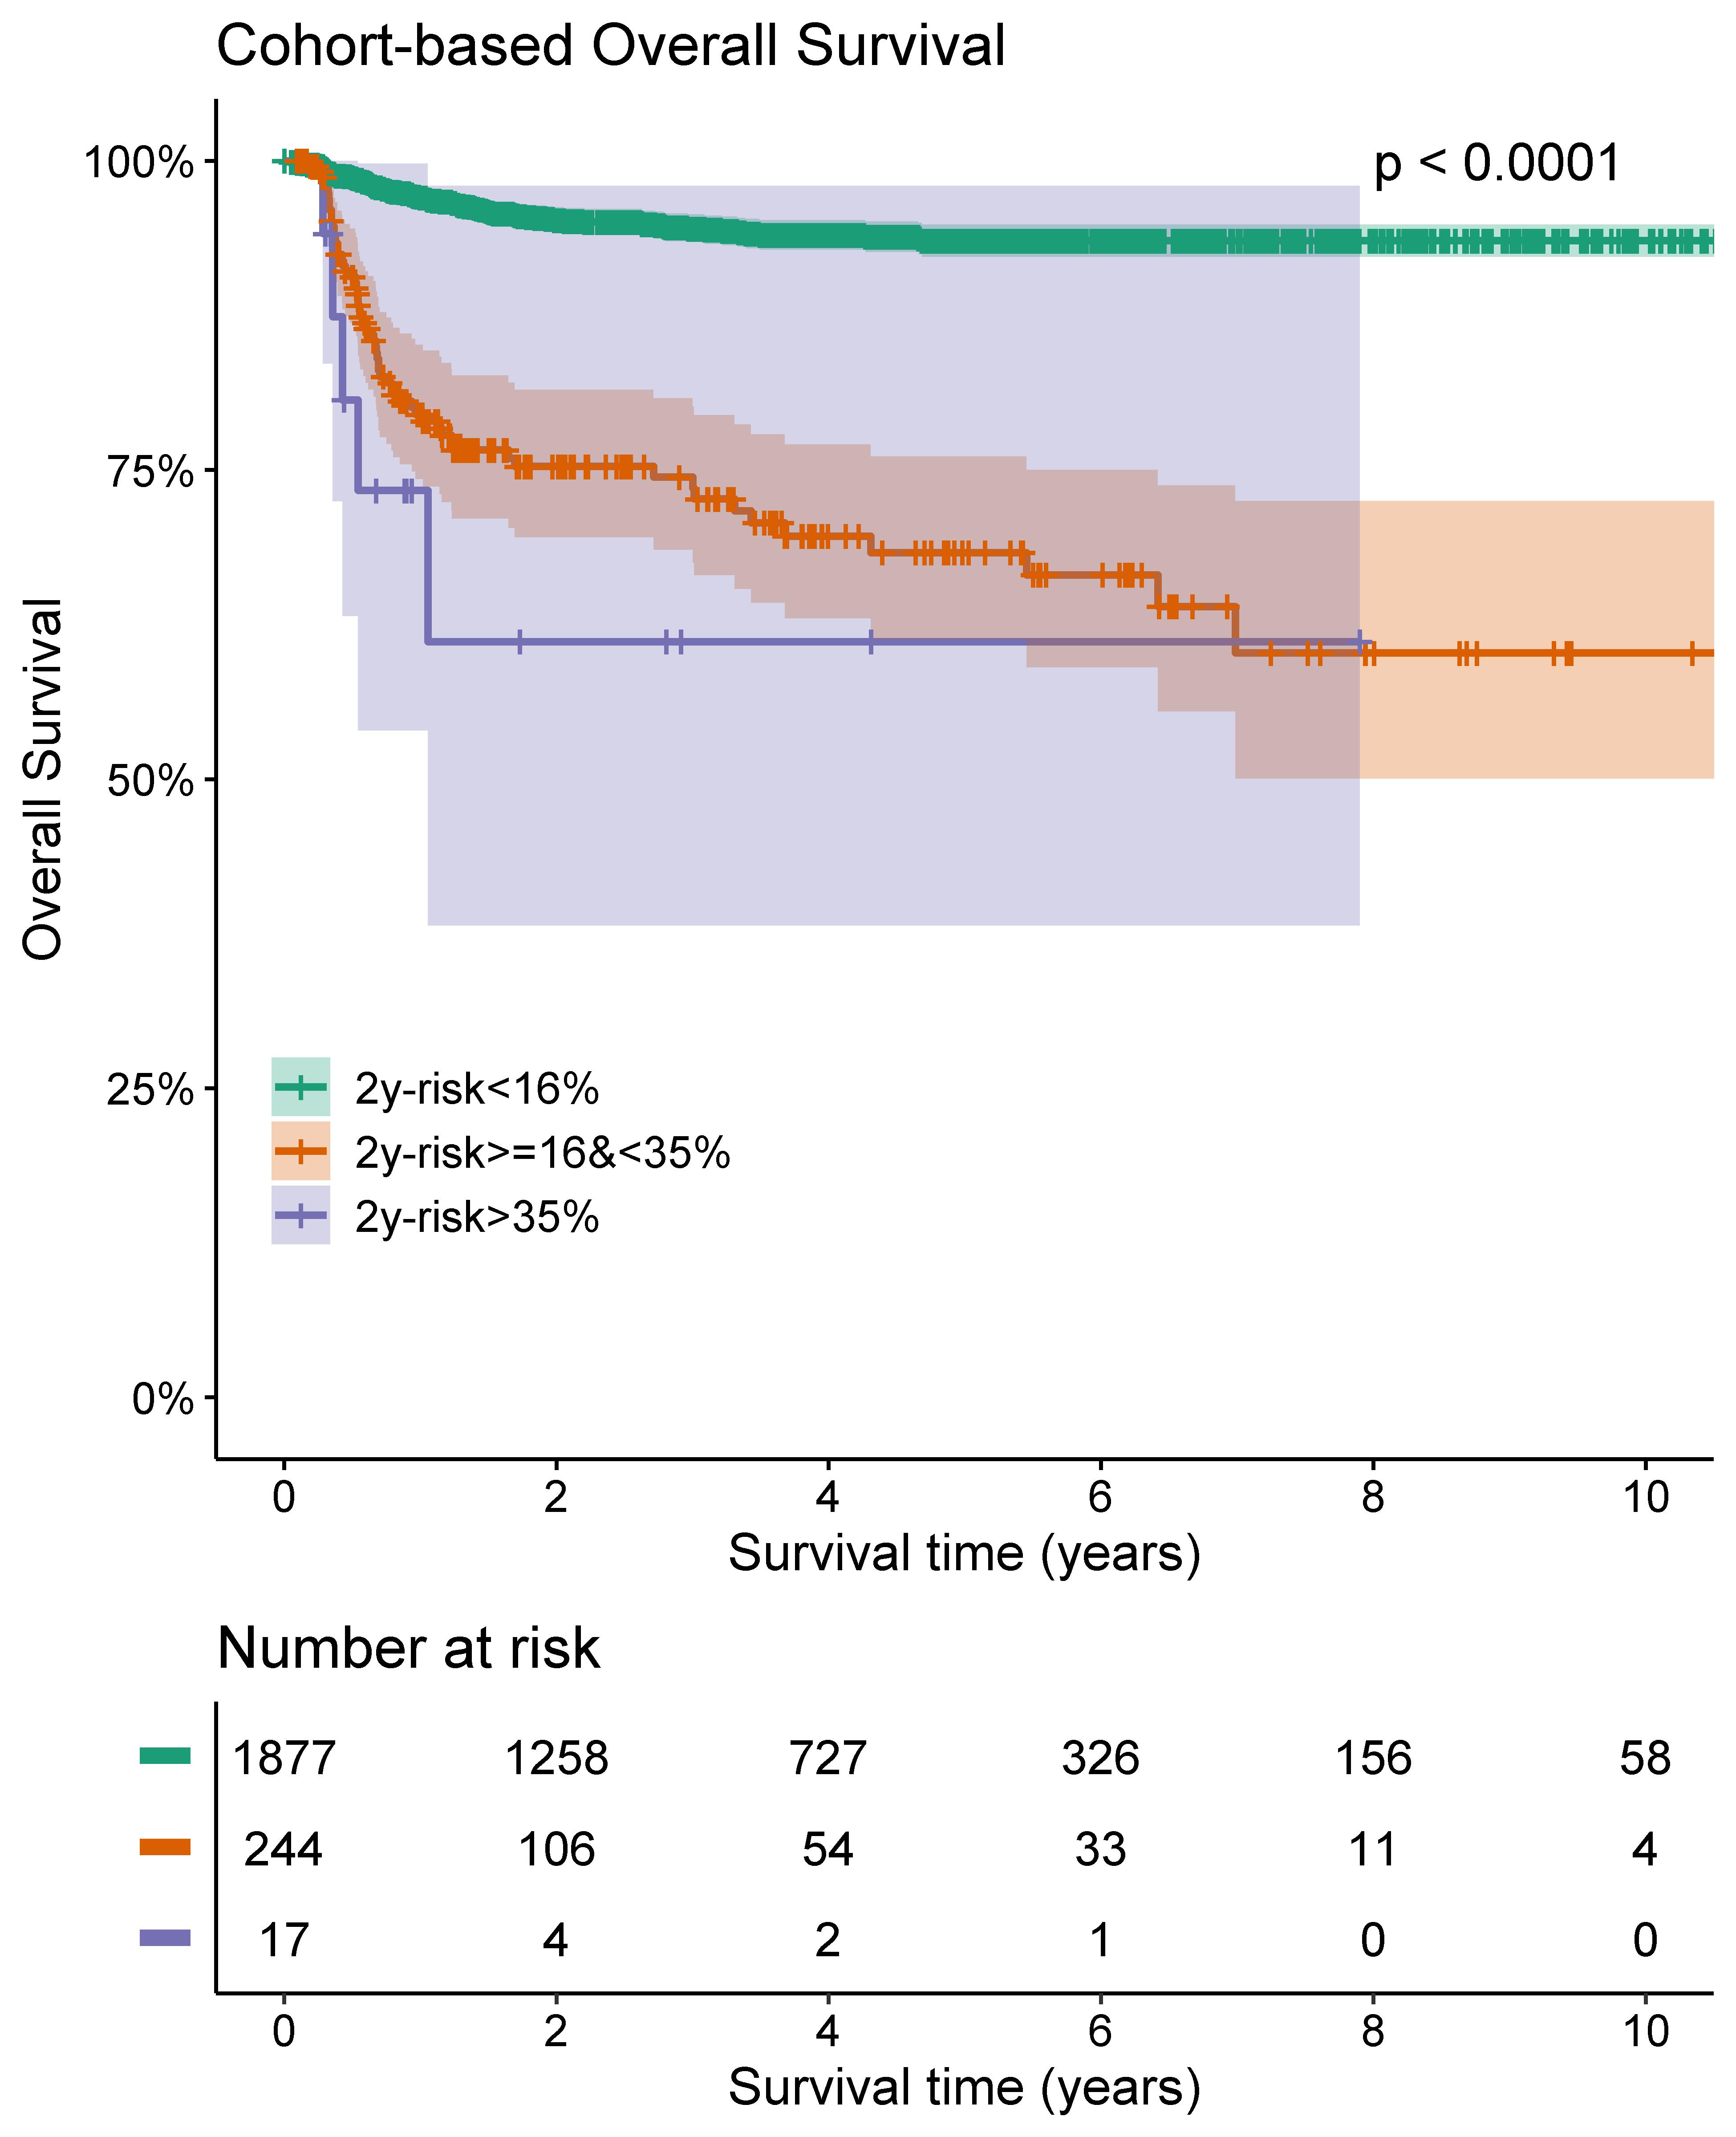 Cohort-based Overall Survival
p < 0.0001
100%
75%
50%
25%
0%
Overall Survival
2y-risk<16%
2y-risk>=16&<35%
2y-risk>35%
0 2 4 6 8 10
Survival time (years)
Number at risk
1877 1258 727 326 156 58
244 106 54 33 11 4
17 4 2 1 0 0
0 2 4 6 8 10
Survival time (years)